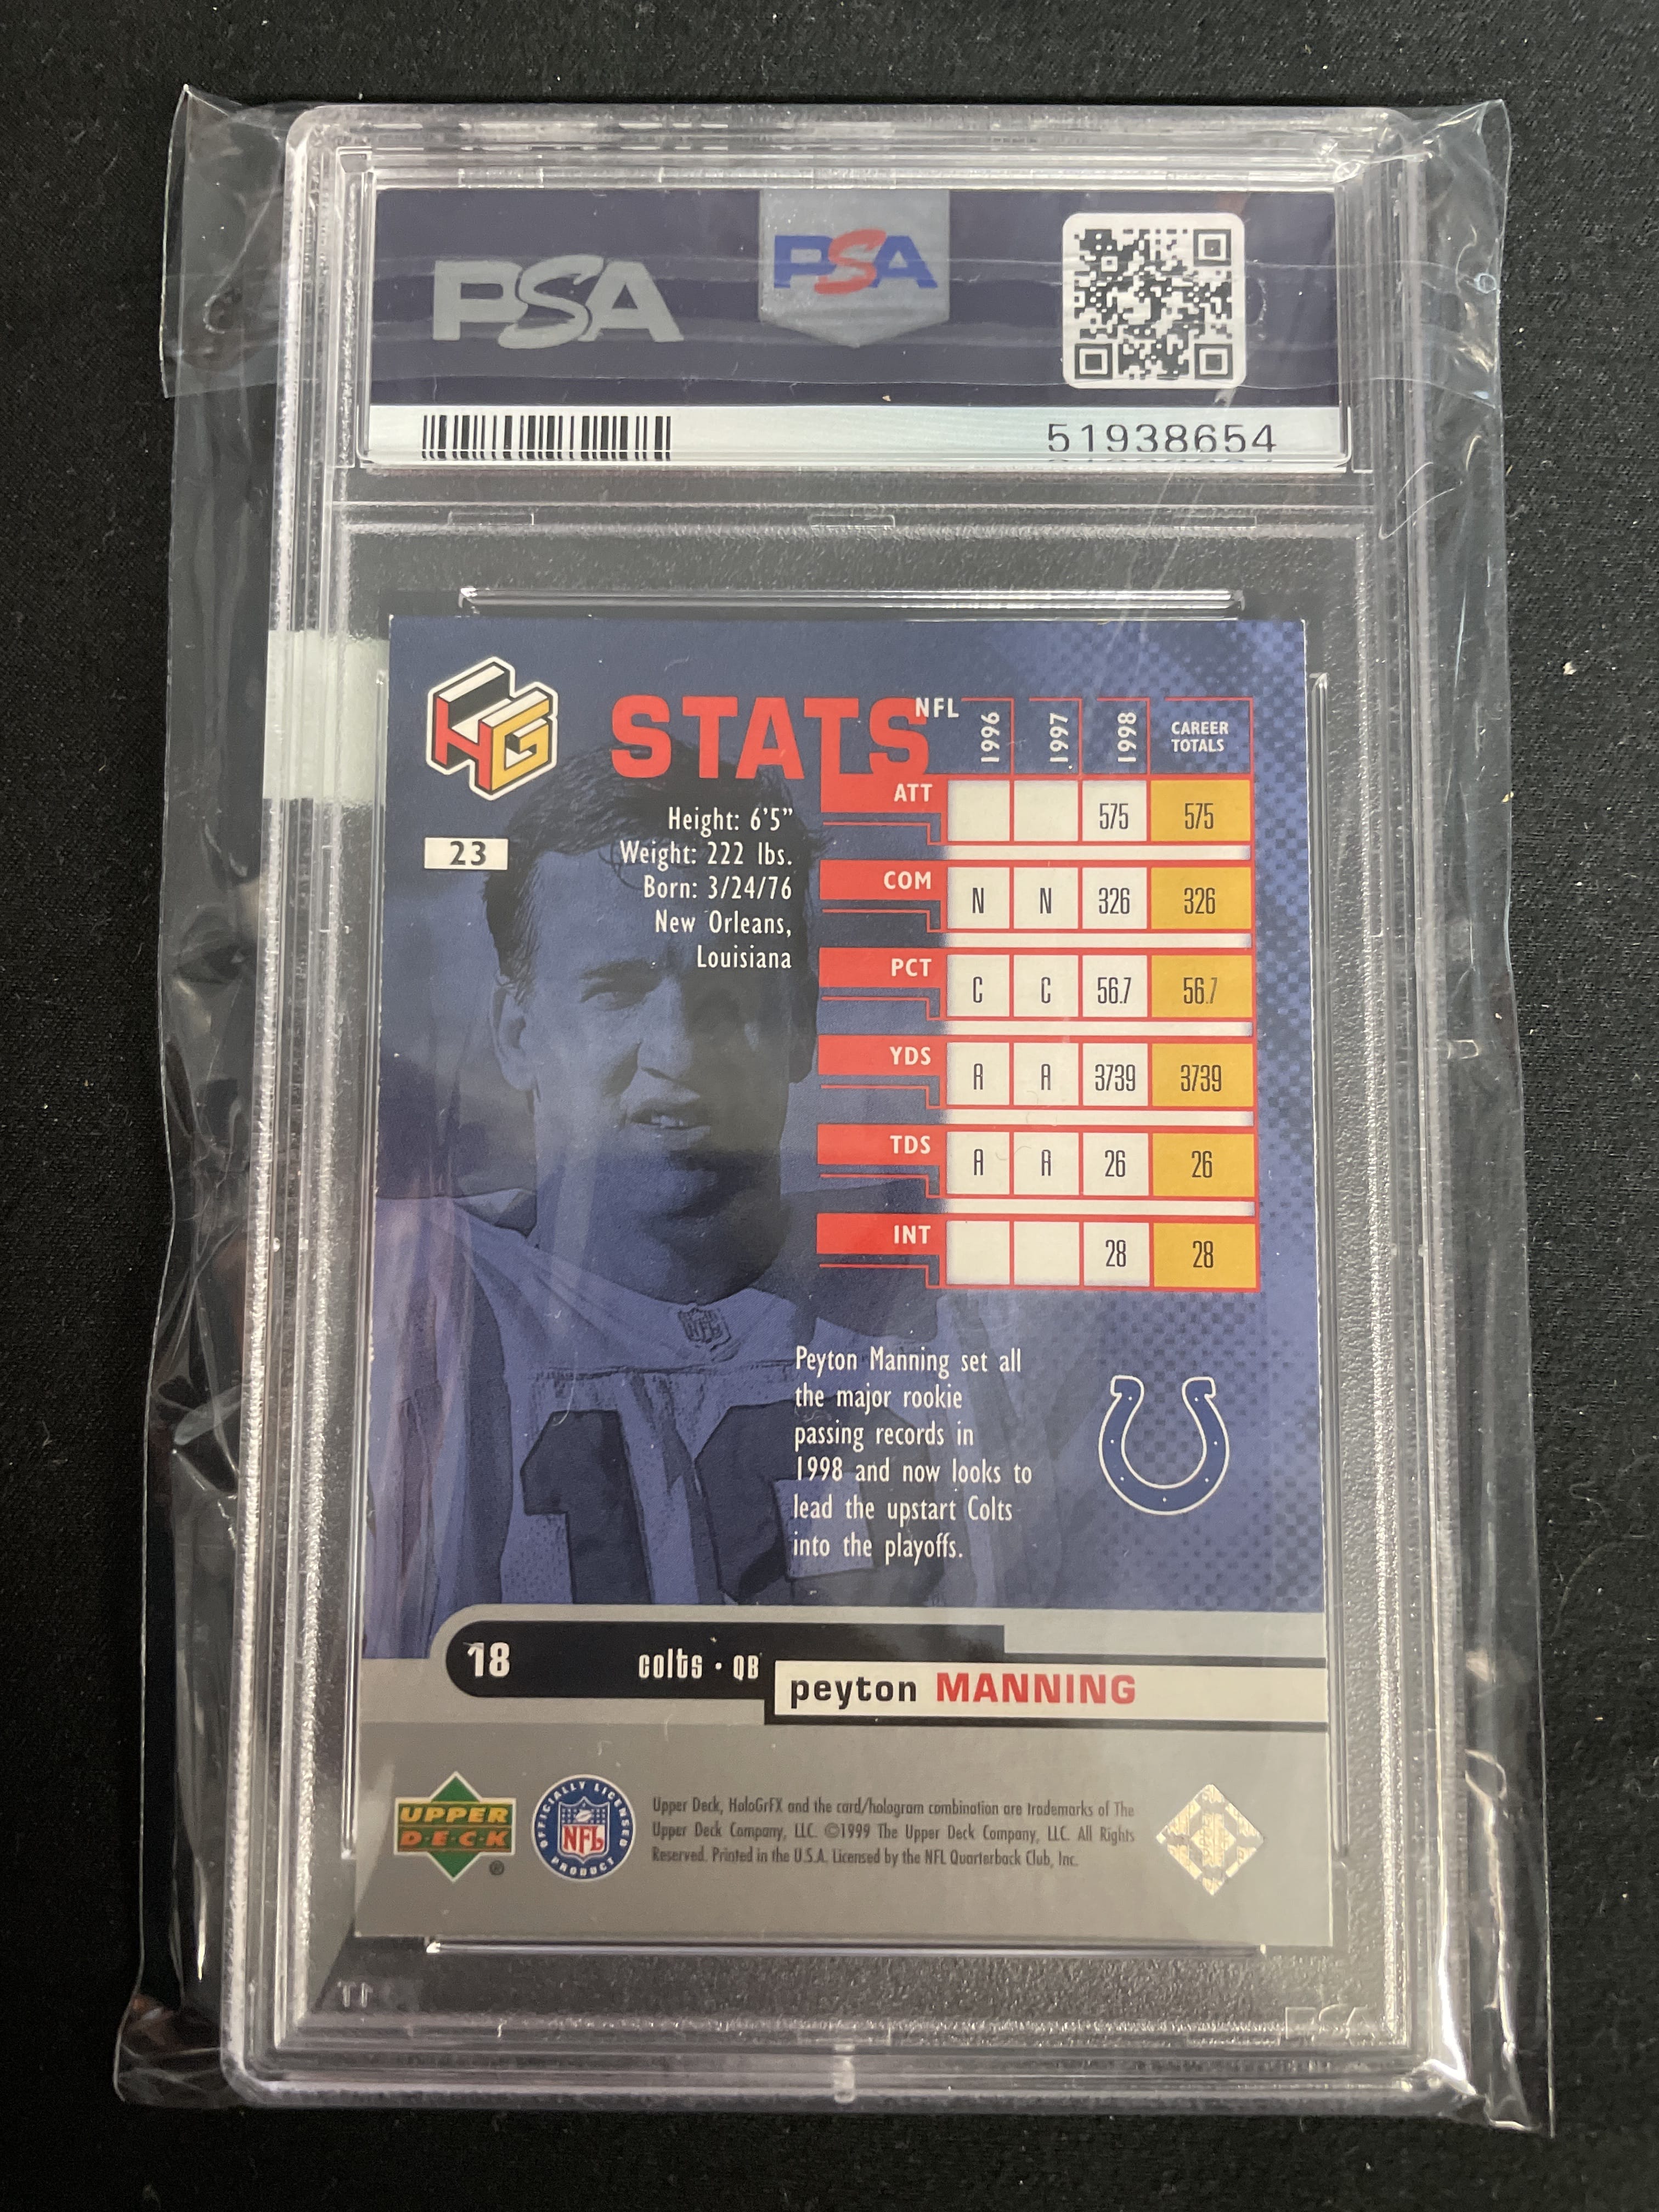 PSA
PSA
51938654
HG
STATS
NFL 1996 1997 1998 CAREER TOTALS
23
Height: 6'5"
Weight: 222 lbs.
Born: 3/24/76
New Orleans,
Louisiana
ATT 575 575
COM N N 326 326
PCT C C 56.7 56.7
YDS A A 3739 3739
TDS A A 26 26
INT 28 28
NFL
Peyton Manning set all
the major rookie
passing records in
1998 and now looks to
lead the upstart Colts
into the playoffs.
18 colts · QB
peyton MANNING
UPPER
D·E·C·K
®
OFFICIALLY LICENSED
NFL
PRODUCT
Upper Deck, HoloGrFX and the card/hologram combination are trademarks of The
Upper Deck Company, LLC. ©1999 The Upper Deck Company, LLC. All Rights
Reserved. Printed in the U.S.A. Licensed by the NFL Quarterback Club, Inc.
PSA